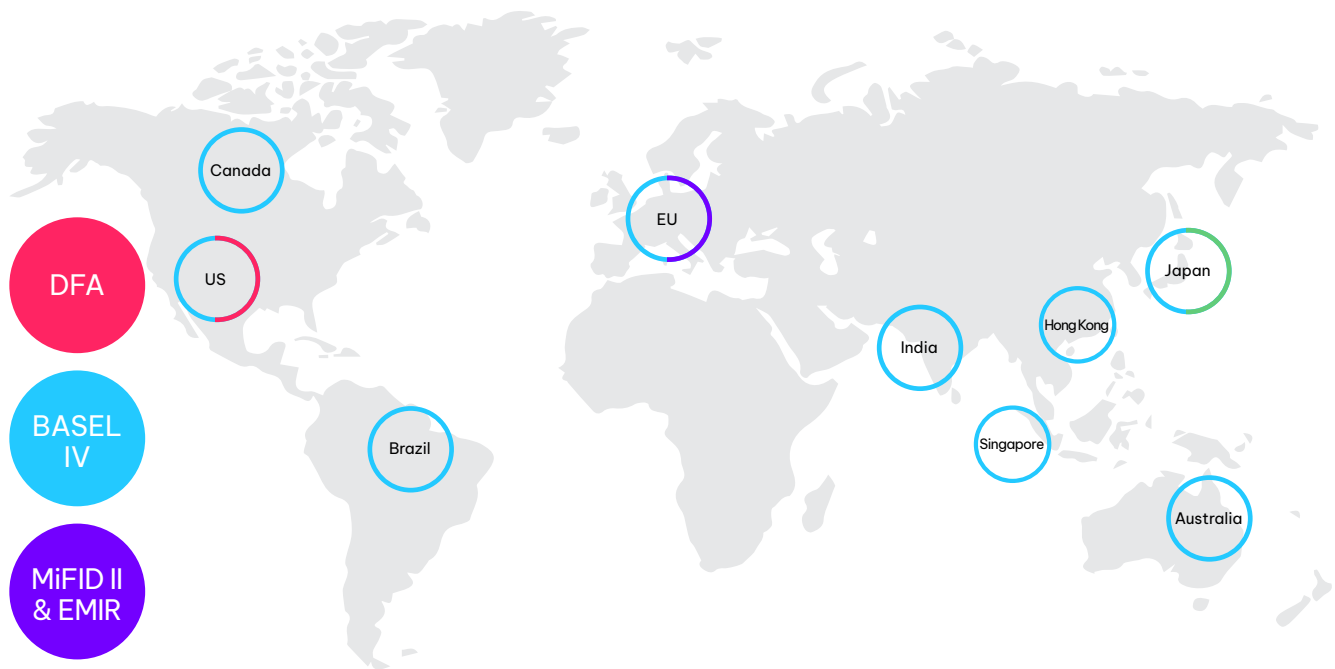 Canada
US
EU
Japan
Hong Kong
India
Brazil
Singapore
Australia
DFA
BASEL
IV
MiFID II
& EMIR